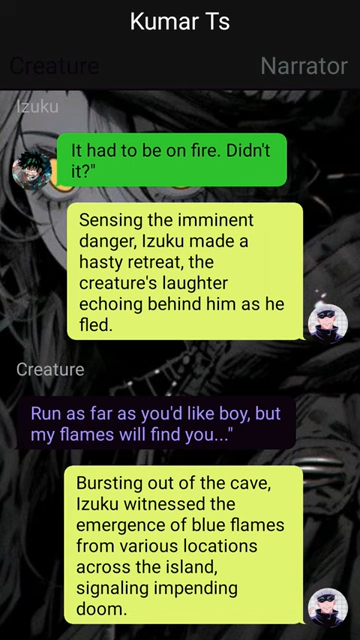 Kumar Ts
Creature
Narrator
Izuku
It had to be on fire. Didn't
it?"
Sensing the imminent
danger, Izuku made a
hasty retreat, the
creature's laughter
echoing behind him as he
fled.
Creature
Run as far as you'd like boy, but
my flames will find you..."
Bursting out of the cave,
Izuku witnessed the
emergence of blue flames
from various locations
across the island,
signaling impending
doom.